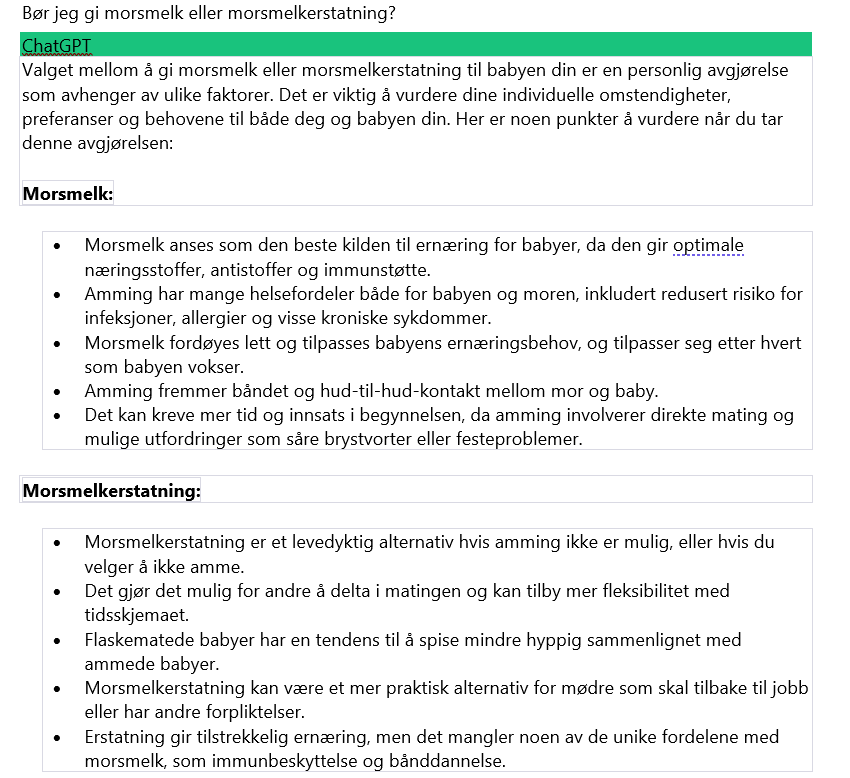 Bør jeg gi morsmelk eller morsmelkerstatning?
ChatGPT
Valget mellom å gi morsmelk eller morsmelkerstatning til babyen din er en personlig avgjørelse
som avhenger av ulike faktorer. Det er viktig å vurdere dine individuelle omstendigheter,
preferanser og behovene til både deg og babyen din. Her er noen punkter å vurdere når du tar
denne avgjørelsen:
Morsmelk:
• Morsmelk anses som den beste kilden til ernæring for babyer, da den gir optimale
næringsstoffer, antistoffer og immunstøtte.
• Amming har mange helsefordeler både for babyen og moren, inkludert redusert risiko for
infeksjoner, allergier og visse kroniske sykdommer.
• Morsmelk fordøyes lett og tilpasses babyens ernæringsbehov, og tilpasser seg etter hvert
som babyen vokser.
• Amming fremmer båndet og hud-til-hud-kontakt mellom mor og baby.
• Det kan kreve mer tid og innsats i begynnelsen, da amming involverer direkte mating og
mulige utfordringer som såre brystvorter eller festeproblemer.
Morsmelkerstatning:
• Morsmelkerstatning er et levedyktig alternativ hvis amming ikke er mulig, eller hvis du
velger å ikke amme.
• Det gjør det mulig for andre å delta i matingen og kan tilby mer fleksibilitet med
tidsskjemaet.
• Flaskematede babyer har en tendens til å spise mindre hyppig sammenlignet med
ammede babyer.
• Morsmelkerstatning kan være et mer praktisk alternativ for mødre som skal tilbake til jobb
eller har andre forpliktelser.
• Erstatning gir tilstrekkelig ernæring, men det mangler noen av de unike fordelene med
morsmelk, som immunbeskyttelse og bånddannelse.